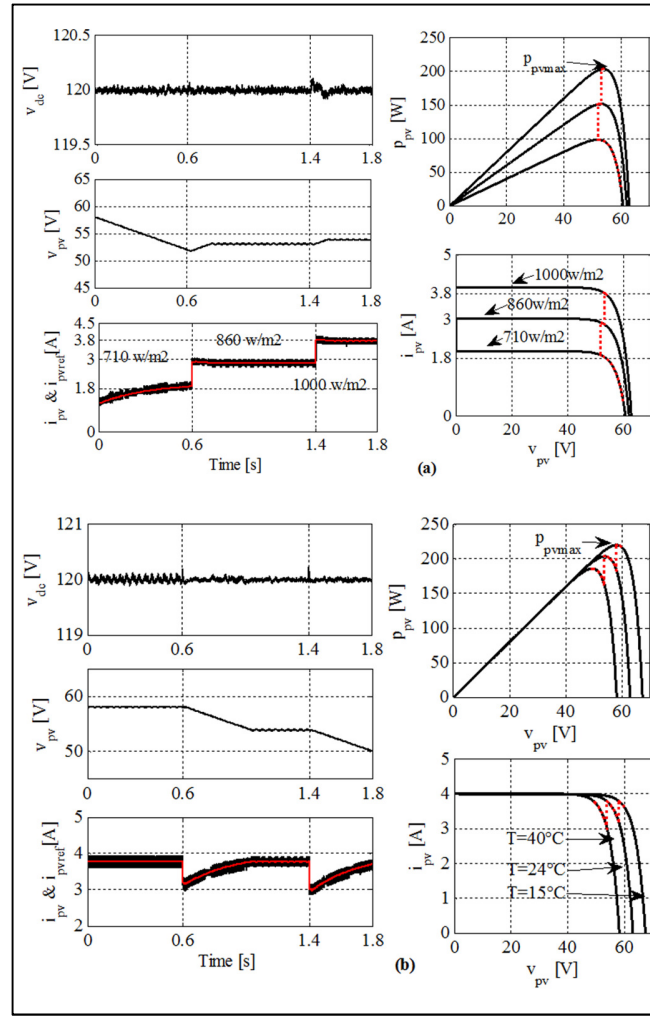 120.5
120
119.5
v_dc [V]
0 0.6 1.4 1.8
65
60
55
50
45
v_pv [V]
0 0.6 1.4 1.8
4.5
3.8
3
1.8
0
i_pv & i_pvref [A]
710 w/m2
860 w/m2
1000 w/m2
0 0.6 1.4 1.8
Time [s]
250
200
150
100
50
0
p_pv [W]
p_pvmax
0 20 40 60
v_pv [V]
5
3.8
3
1.8
0
i_pv [A]
1000w/m2
860w/m2
710w/m2
0 20 40 60
v_pv [V]
(a)
121
120
119
v_dc [V]
0 0.6 1.4 1.8
60
50
v_pv [V]
0 0.6 1.4 1.8
5
4
3
2
i_pv & i_pvref [A]
0 0.6 1.4 1.8
Time [s]
250
200
150
100
50
0
p_pv [W]
p_pvmax
0 20 40 60
v_pv [V]
5
4
3
2
1
0
i_pv [A]
T=40°C
T=24°C
T=15°C
0 20 40 60
v_pv [V]
(b)